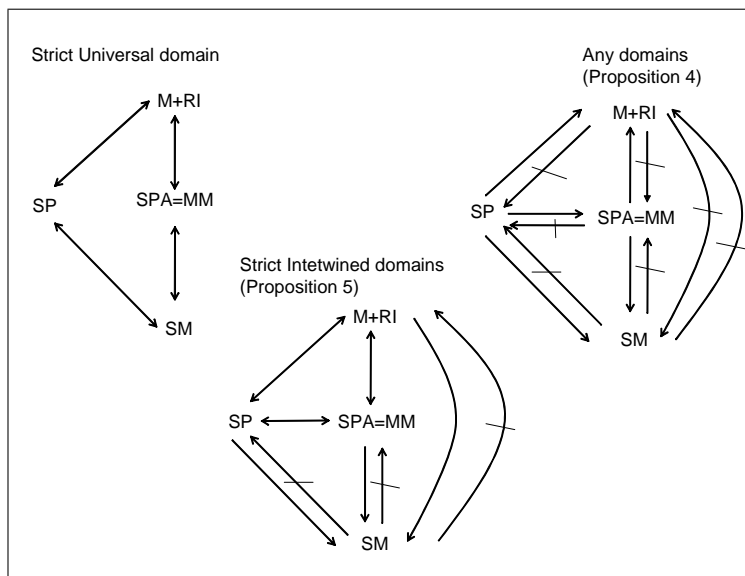 Strict Universal domain
M+RI
SP
SPA=MM
SM
Any domains
(Proposition 4)
M+RI
SP
SPA=MM
SM
Strict Intetwined domains
(Proposition 5)
M+RI
SP
SPA=MM
SM